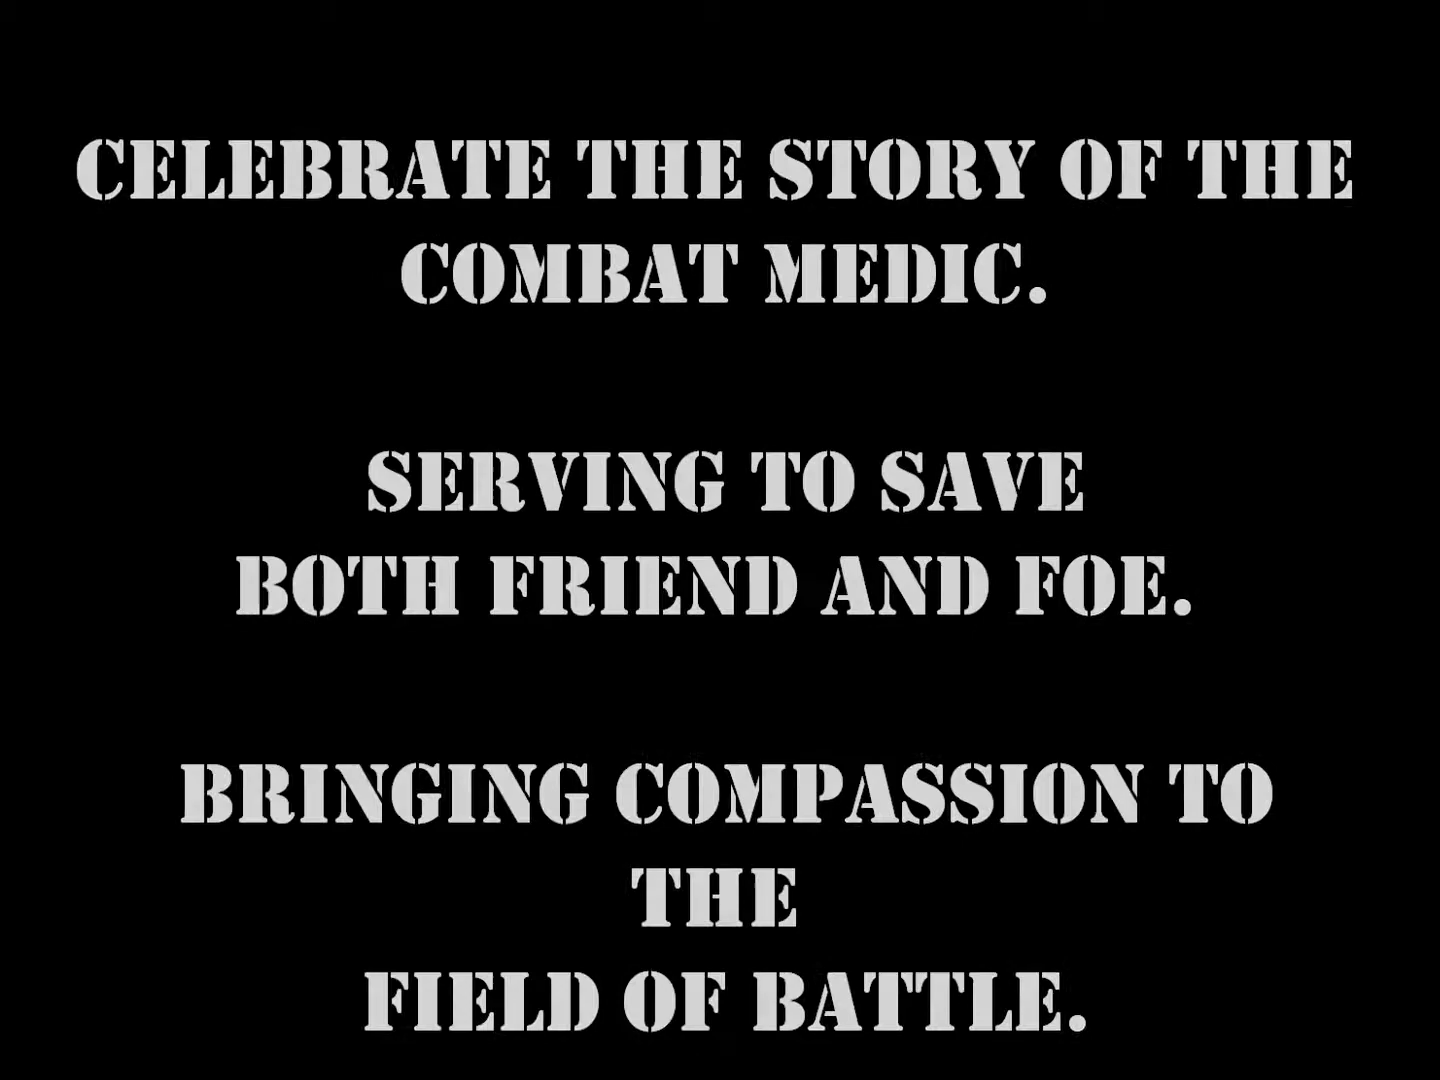 CELEBRATE THE STORY OF THE
COMBAT MEDIC.
SERVING TO SAVE
BOTH FRIEND AND FOE.
BRINGING COMPASSION TO
THE
FIELD OF BATTLE.